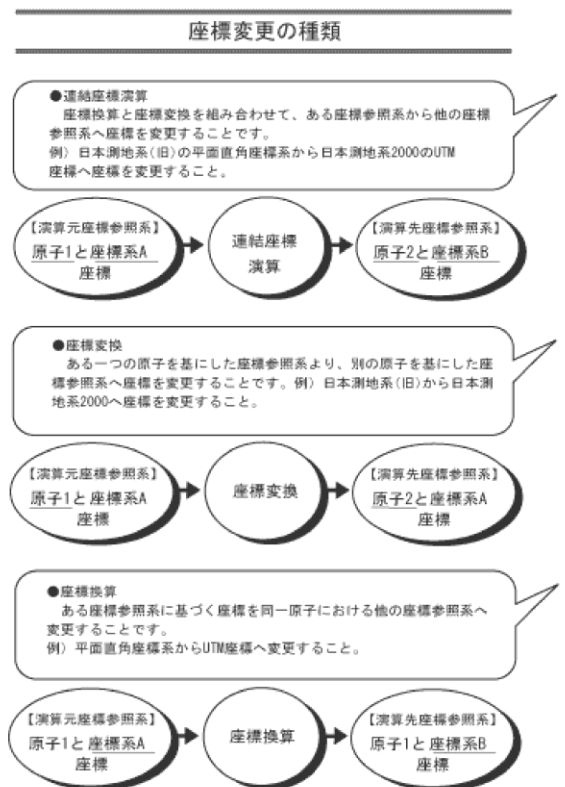 座標変更の種類
●連結座標演算
座標換算と座標変換を組み合わせて、ある座標参照系から他の座標
参照系へ座標を変更することです。
例）日本測地系(旧)の平面直角座標系から日本測地系2000のUTM
座標へ座標を変更すること。
【演算元座標参照系】
原子1と座標系A
座標
連結座標
演算
【演算先座標参照系】
原子2と座標系B
座標
●座標変換
ある一つの原子を基にした座標参照系より、別の原子を基にした座
標参照系へ座標を変更することです。例）日本測地系(旧)から日本測
地系2000へ座標を変更すること。
【演算元座標参照系】
原子1と座標系A
座標
座標変換
【演算先座標参照系】
原子2と座標系A
座標
●座標換算
ある座標参照系に基づく座標を同一原子における他の座標参照系へ
変更することです。
例）平面直角座標系からUTM座標へ変更すること。
【演算元座標参照系】
原子1と座標系A
座標
座標換算
【演算先座標参照系】
原子1と座標系B
座標